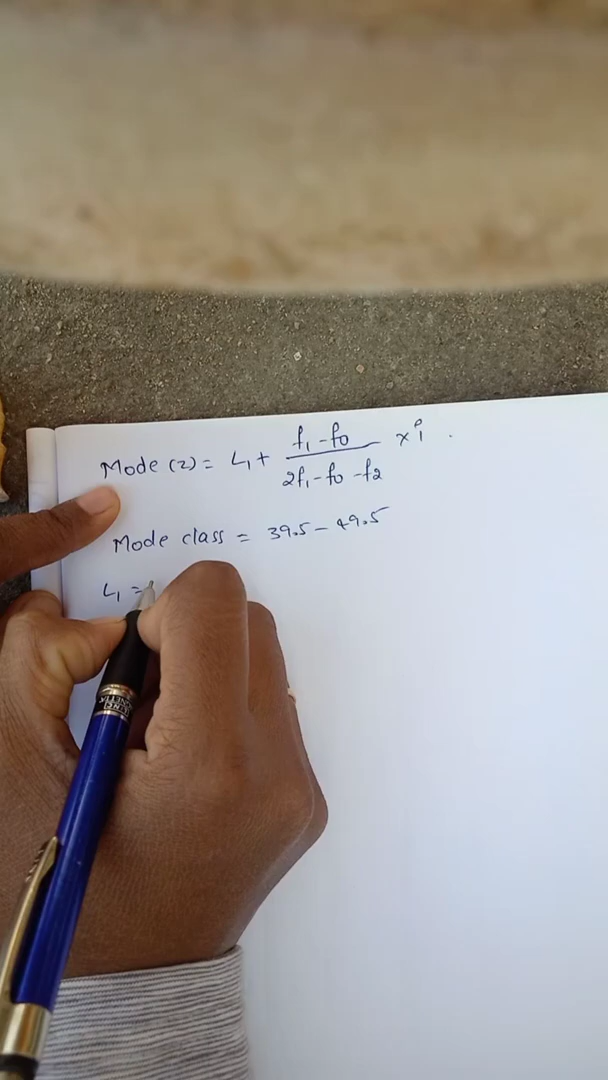 Mode (z) = L₁ + (f₁ - f₀)/(2f₁ - f₀ - f₂) × i.
Mode class = 39.5 - 49.5
L₁ =